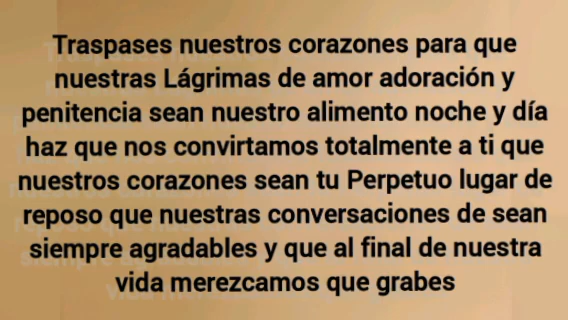 Traspases nuestros corazones para que
nuestras Lágrimas de amor adoración y
penitencia sean nuestro alimento noche y día
haz que nos convirtamos totalmente a ti que
nuestros corazones sean tu Perpetuo lugar de
reposo que nuestras conversaciones de sean
siempre agradables y que al final de nuestra
vida merezcamos que grabes